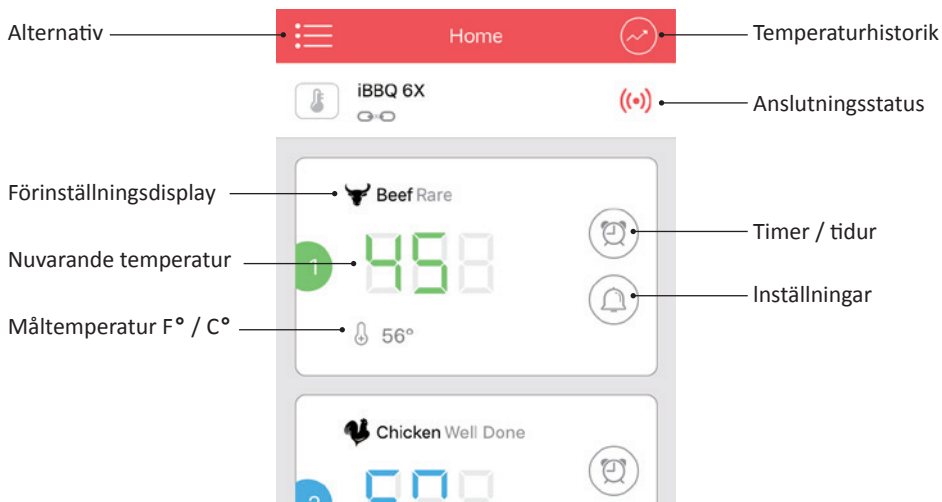 Alternativ
Home
Temperaturhistorik
iBBQ 6X
Anslutningsstatus
Förinställningsdisplay
Beef Rare
1
45
Timer / tidur
Nuvarande temperatur
Inställningar
Måltemperatur F° / C°
56°
Chicken Well Done